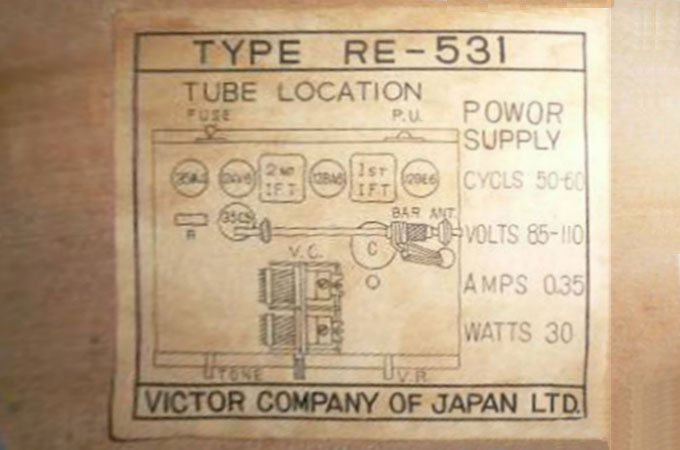 TYPE RE-531
TUBE LOCATION
FUSE P.U.
POWOR
SUPPLY
35W4 12AV6 2ND I.F.T 12BA6 1ST I.F.T 12BE6
CYCLS 50-60
R 35C5 BAR ANT.
C
VOLTS 85-110
V.C.
AMPS 0.35
WATTS 30
TONE V.R
VICTOR COMPANY OF JAPAN LTD.